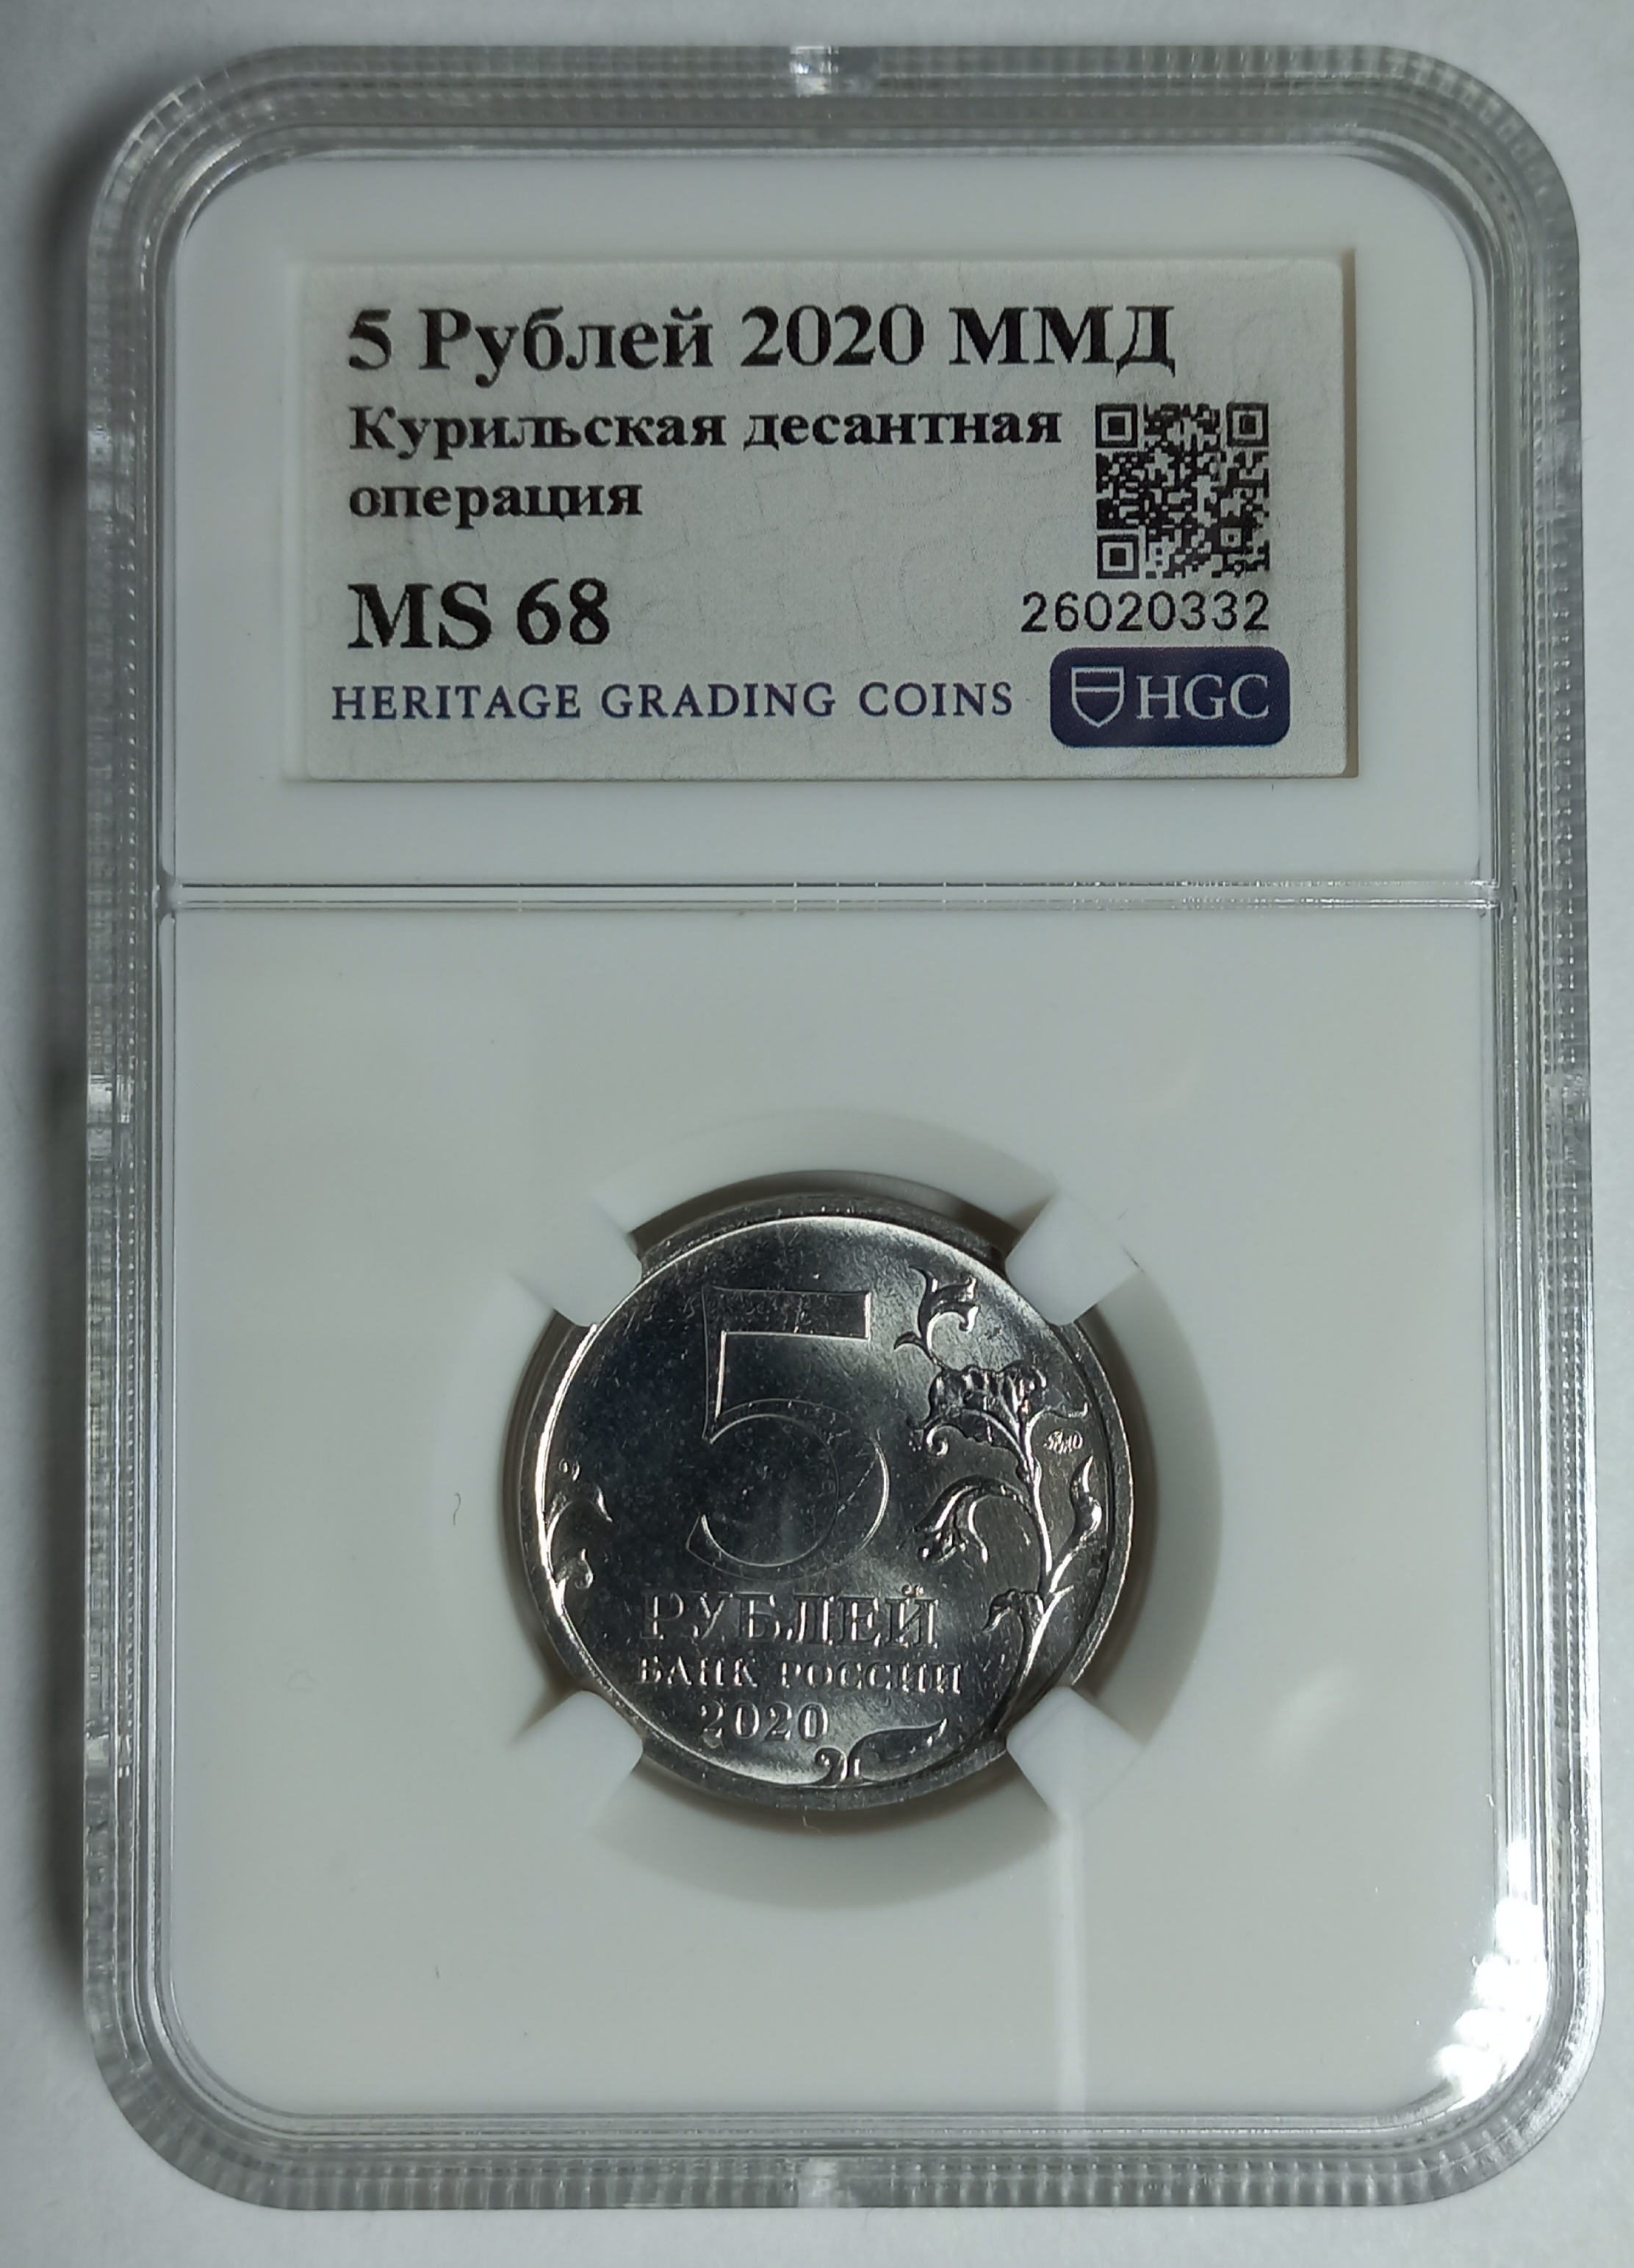 5 Рублей 2020 ММД
Курильская десантная
операция
MS 68
26020332
HERITAGE GRADING COINS
HGC
5
РУБЛЕЙ
БАНК РОССИИ
2020